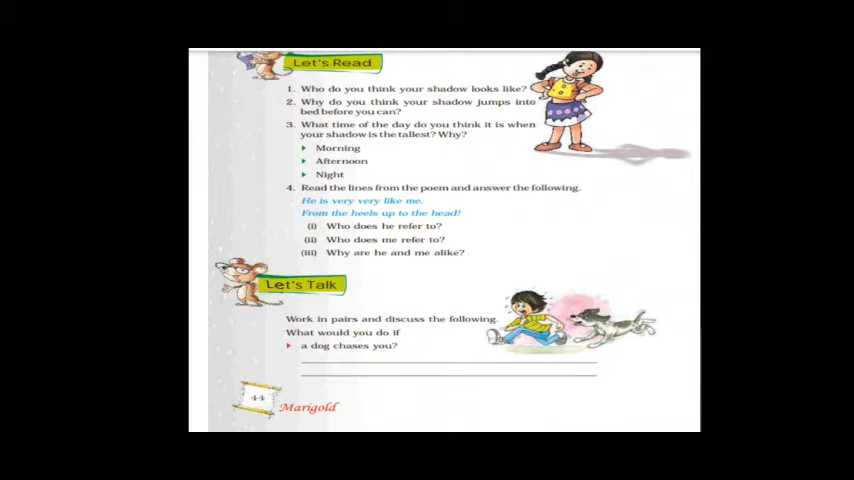 Let's Read
1. Who do you think your shadow looks like?
2. Why do you think your shadow jumps into
bed before you can?
3. What time of the day do you think it is when
your shadow is the tallest? Why?
Morning
Afternoon
Night
4. Read the lines from the poem and answer the following.
He is very very like me.
From the heels up to the head!
(i) Who does he refer to?
(ii) Who does me refer to?
(iii) Why are he and me alike?
Let's Talk
Work in pairs and discuss the following.
What would you do if
a dog chases you?
44
Marigold